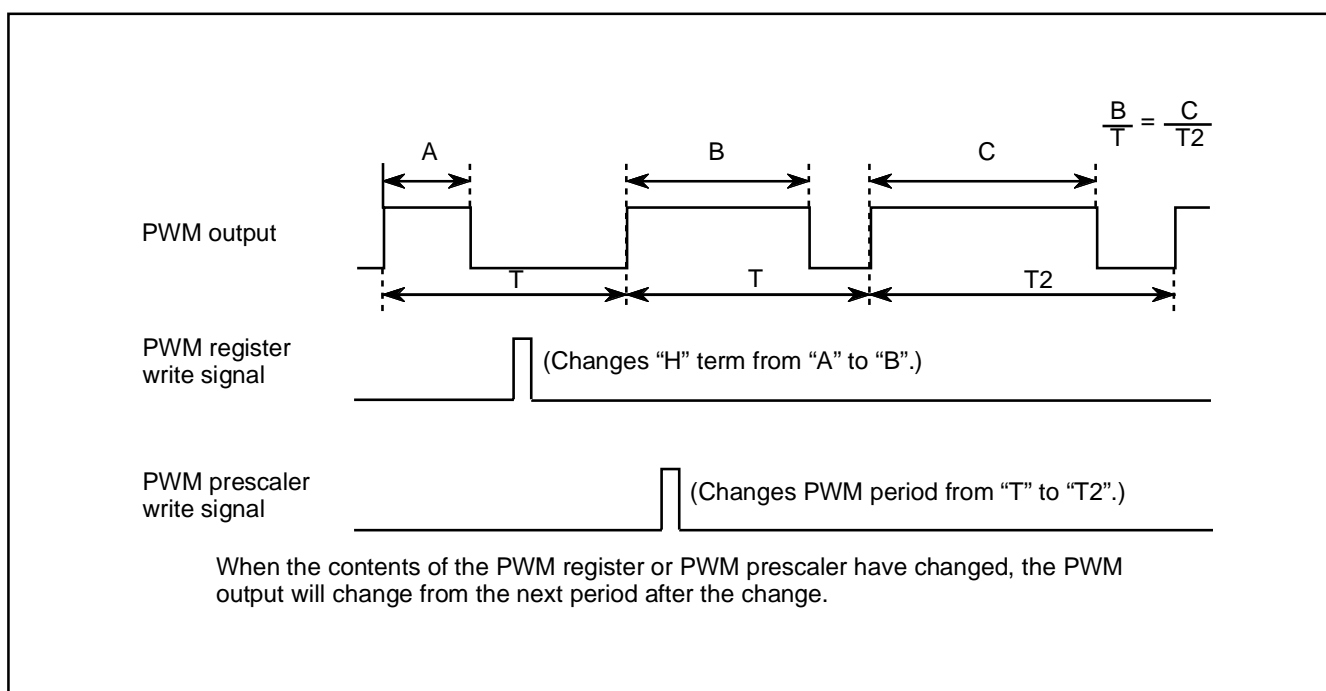 B/T = C/T2
A
B
C
PWM output
T
T
T2
PWM register
write signal
(Changes “H” term from “A” to “B”.)
PWM prescaler
write signal
(Changes PWM period from “T” to “T2”.)
When the contents of the PWM register or PWM prescaler have changed, the PWM
output will change from the next period after the change.